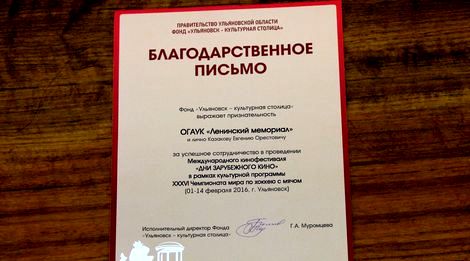 ПРАВИТЕЛЬСТВО УЛЬЯНОВСКОЙ ОБЛАСТИ
ФОНД «УЛЬЯНОВСК - КУЛЬТУРНАЯ СТОЛИЦА»
БЛАГОДАРСТВЕННОЕ
ПИСЬМО
Фонд «Ульяновск – культурная столица»
выражает признательность
ОГАУК «Ленинский мемориал»
и лично Казакову Евгению Орестовичу
за успешное сотрудничество в проведении
Международного кинофестиваля
«ДНИ ЗАРУБЕЖНОГО КИНО»
в рамках культурной программы
XXXVI Чемпионата мира по хоккею с мячом
(01-14 февраля 2016, г. Ульяновск)
Исполнительный директор Фонда
«Ульяновск - культурная столица»
Г.А. Муромцева